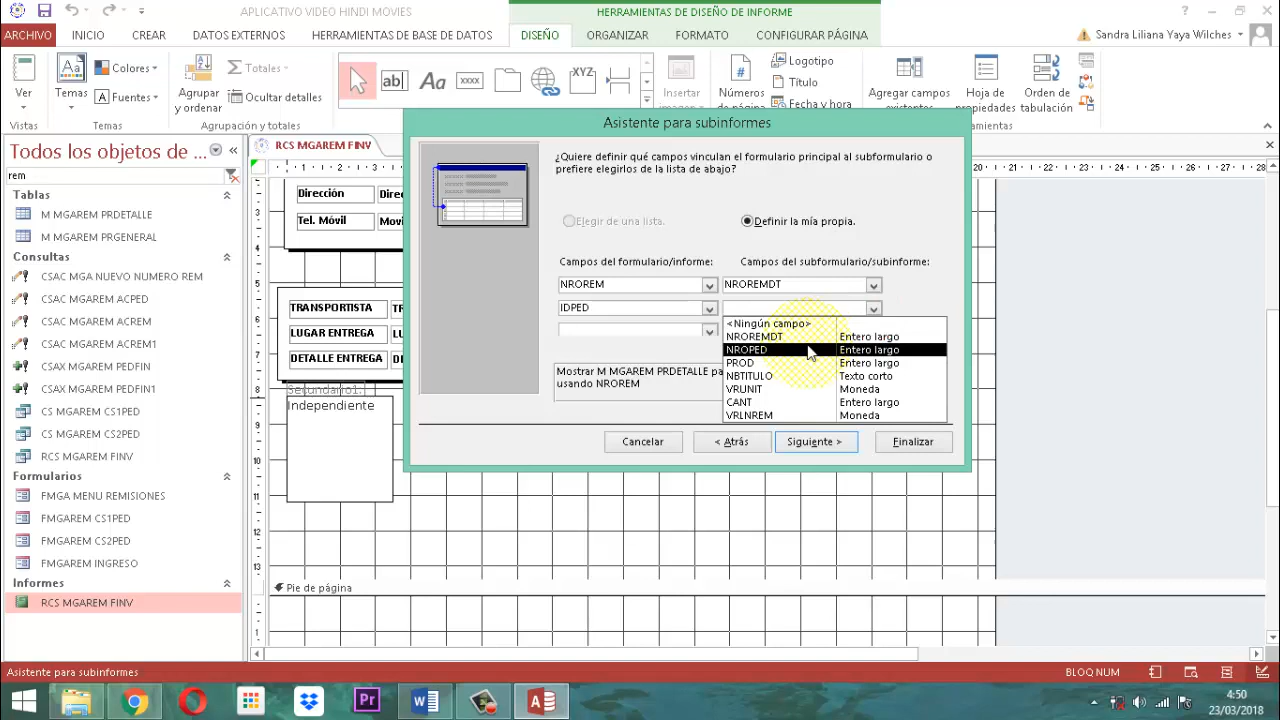 APLICATIVO VIDEO HINDI MOVIES
HERRAMIENTAS DE DISEÑO DE INFORME
ARCHIVO INICIO CREAR DATOS EXTERNOS HERRAMIENTAS DE BASE DE DATOS DISEÑO ORGANIZAR FORMATO CONFIGURAR PÁGINA
Sandra Liliana Yaya Wilches
Ver
Vistas
Aa
Temas
Colores
Fuentes
Temas
Agrupar
y ordenar
Totales
Ocultar detalles
Agrupación y totales
ab|
Aa
xxxx
XYZ
Insertar
Números
Logotipo
Título
Fecha y hora
Agregar campos
Hoja de
propiedades
Orden de
tabulación
Todos los objetos de ...
rem
Tablas
M MGAREM PRDETALLE
M MGAREM PRGENERAL
Consultas
CSAC MGA NUEVO NUMERO REM
CSAC MGAREM ACPED
CSAC MGAREM ACREM
CSAC MGAREM ACREM1
CSAX MGAREM PEDFIN
CSAX MGAREM PEDFIN1
CS MGAREM CS1PED
CS MGAREM CS2PED
RCS MGAREM FINV
Formularios
FMGA MENU REMISIONES
FMGAREM CS1PED
FMGAREM CS2PED
FMGAREM INGRESO
Informes
RCS MGAREM FINV
RCS MGAREM FINV
Dirección
Tel. Móvil
TRANSPORTISTA
LUGAR ENTREGA
DETALLE ENTREGA
Independiente
Pie de página
Asistente para subinformes
¿Quiere definir qué campos vinculan el formulario principal al subformulario o
prefiere elegirlos de la lista de abajo?
Elegir de una lista.
Definir la mía propia.
Campos del formulario/informe:
Campos del subformulario/subinforme:
NROREM
NROREMDT
IDPED
<Ningún campo>
NROREMDT Entero largo
NROPED Entero largo
PROD Entero largo
NBTITULO Texto corto
VRUNIT Moneda
CANT Entero largo
VRLNREM Moneda
Mostrar M MGAREM PRDETALLE pa
usando NROREM
Cancelar
< Atrás
Siguiente >
Finalizar
Asistente para subinformes
BLOQ NUM
4:50
23/03/2018